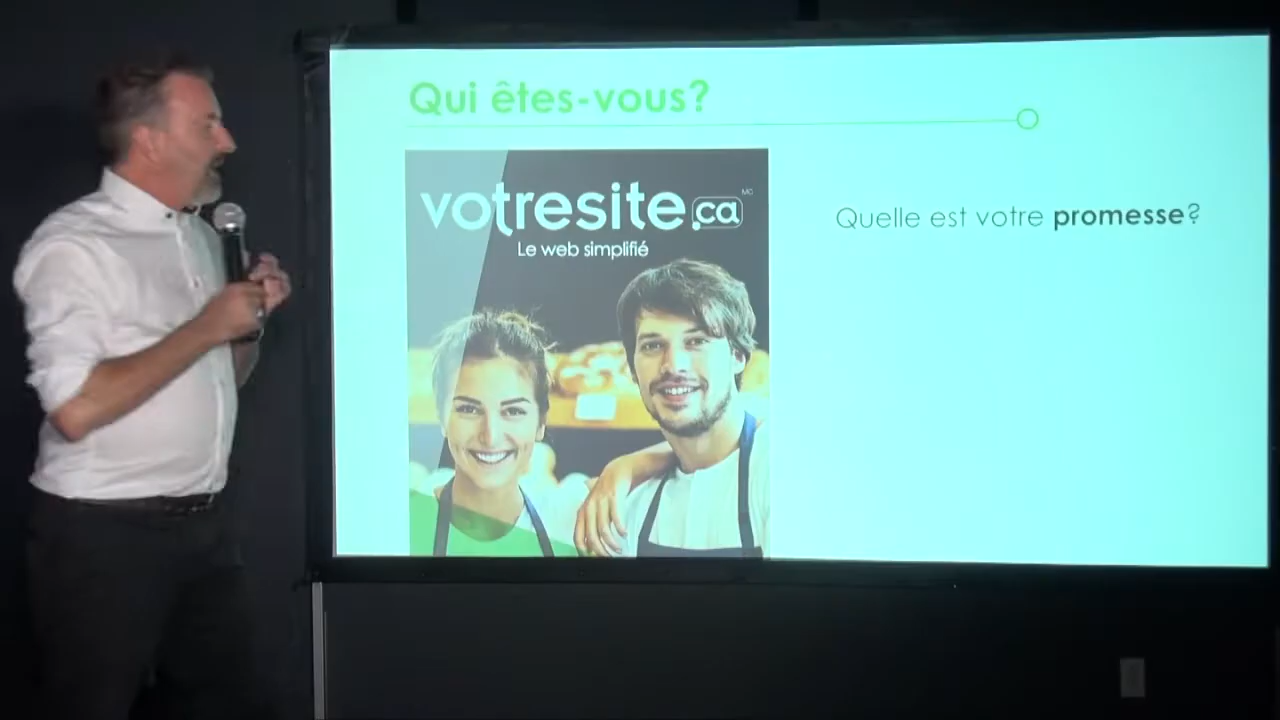 Qui êtes-vous?
votresite.ca MC
Le web simplifié
Quelle est votre promesse?